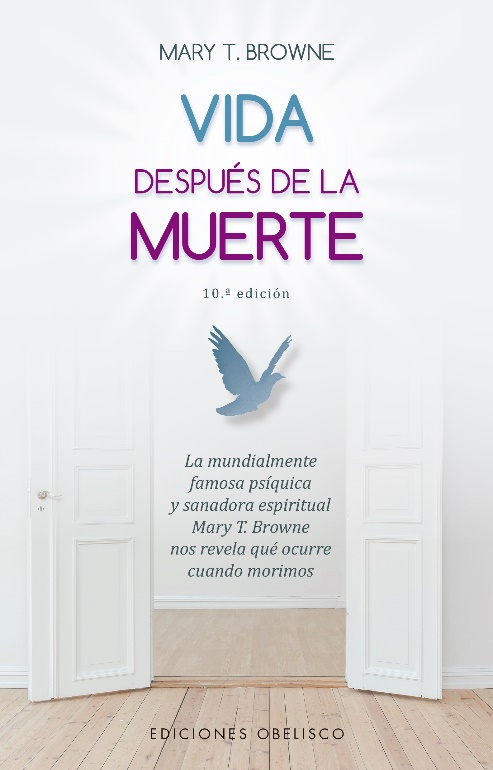 MARY T. BROWNE
VIDA
DESPUÉS DE LA
MUERTE
10.ª edición
La mundialmente
famosa psíquica
y sanadora espiritual
Mary T. Browne
nos revela qué ocurre
cuando morimos
EDICIONES OBELISCO